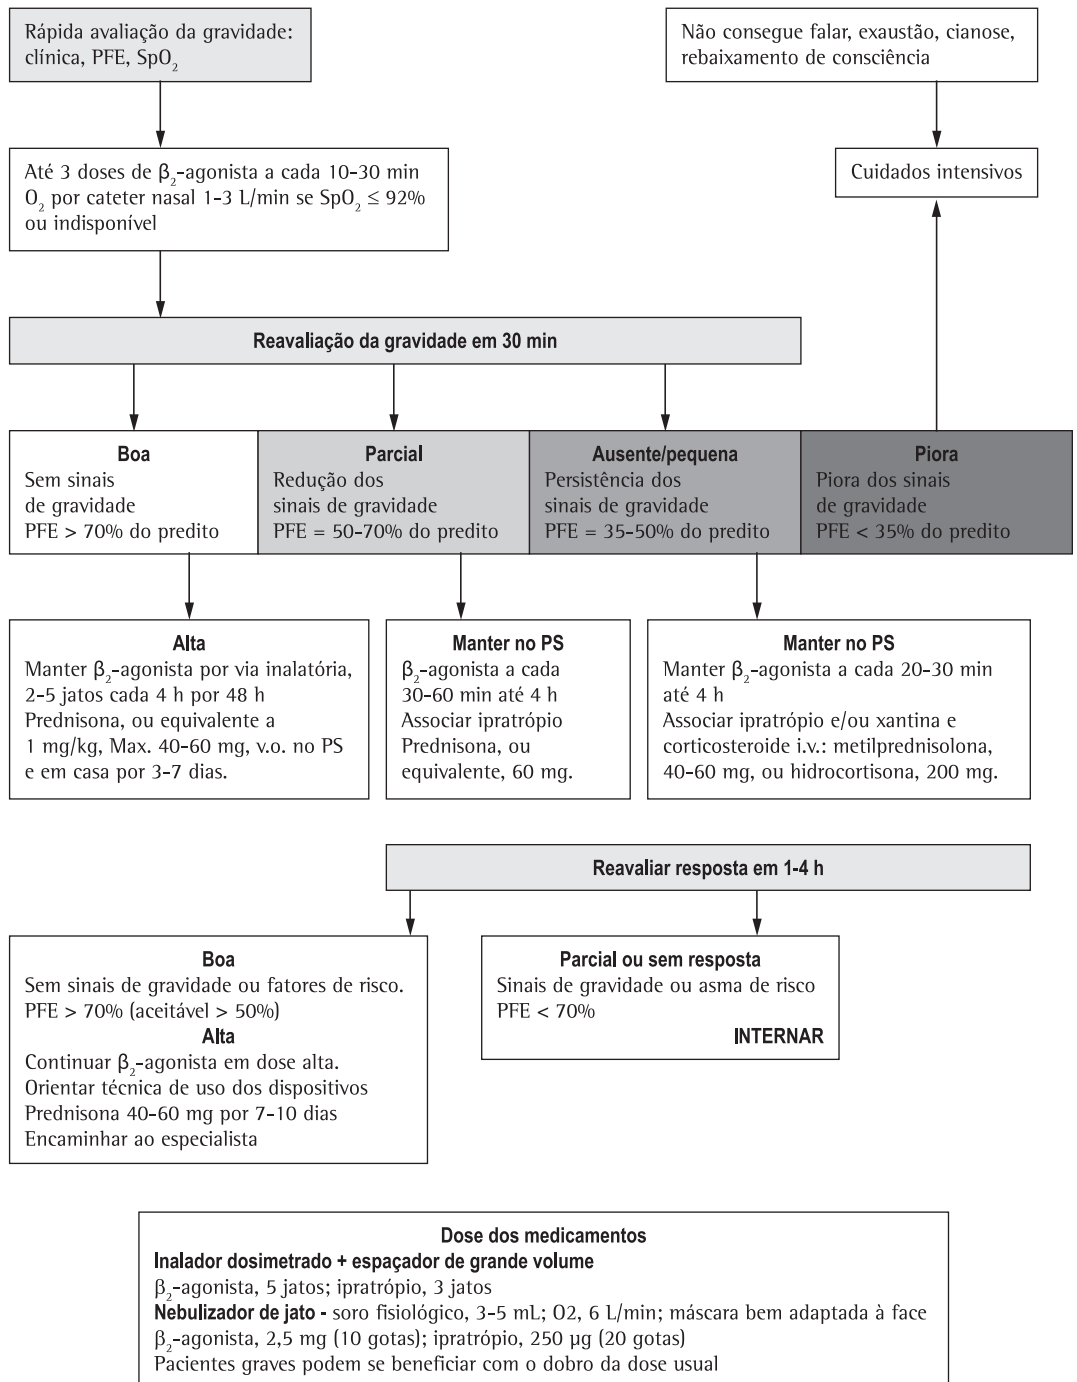 Rápida avaliação da gravidade:
clínica, PFE, SpO₂
Não consegue falar, exaustão, cianose,
rebaixamento de consciência
Até 3 doses de β₂-agonista a cada 10-30 min
O₂ por cateter nasal 1-3 L/min se SpO₂ ≤ 92%
ou indisponível
Cuidados intensivos
Reavaliação da gravidade em 30 min
Boa
Sem sinais
de gravidade
PFE > 70% do predito
Parcial
Redução dos
sinais de gravidade
PFE = 50-70% do predito
Ausente/pequena
Persistência dos
sinais de gravidade
PFE = 35-50% do predito
Piora
Piora dos sinais
de gravidade
PFE < 35% do predito
Alta
Manter β₂-agonista por via inalatória,
2-5 jatos cada 4 h por 48 h
Prednisona, ou equivalente a
1 mg/kg, Max. 40-60 mg, v.o. no PS
e em casa por 3-7 dias.
Manter no PS
β₂-agonista a cada
30-60 min até 4 h
Associar ipratrópio
Prednisona, ou
equivalente, 60 mg.
Manter no PS
Manter β₂-agonista a cada 20-30 min
até 4 h
Associar ipratrópio e/ou xantina e
corticosteroide i.v.: metilprednisolona,
40-60 mg, ou hidrocortisona, 200 mg.
Reavaliar resposta em 1-4 h
Boa
Sem sinais de gravidade ou fatores de risco.
PFE > 70% (aceitável > 50%)
Alta
Continuar β₂-agonista em dose alta.
Orientar técnica de uso dos dispositivos
Prednisona 40-60 mg por 7-10 dias
Encaminhar ao especialista
Parcial ou sem resposta
Sinais de gravidade ou asma de risco
PFE < 70%
INTERNAR
Dose dos medicamentos
Inalador dosimetrado + espaçador de grande volume
β₂-agonista, 5 jatos; ipratrópio, 3 jatos
Nebulizador de jato - soro fisiológico, 3-5 mL; O2, 6 L/min; máscara bem adaptada à face
β₂-agonista, 2,5 mg (10 gotas); ipratrópio, 250 µg (20 gotas)
Pacientes graves podem se beneficiar com o dobro da dose usual